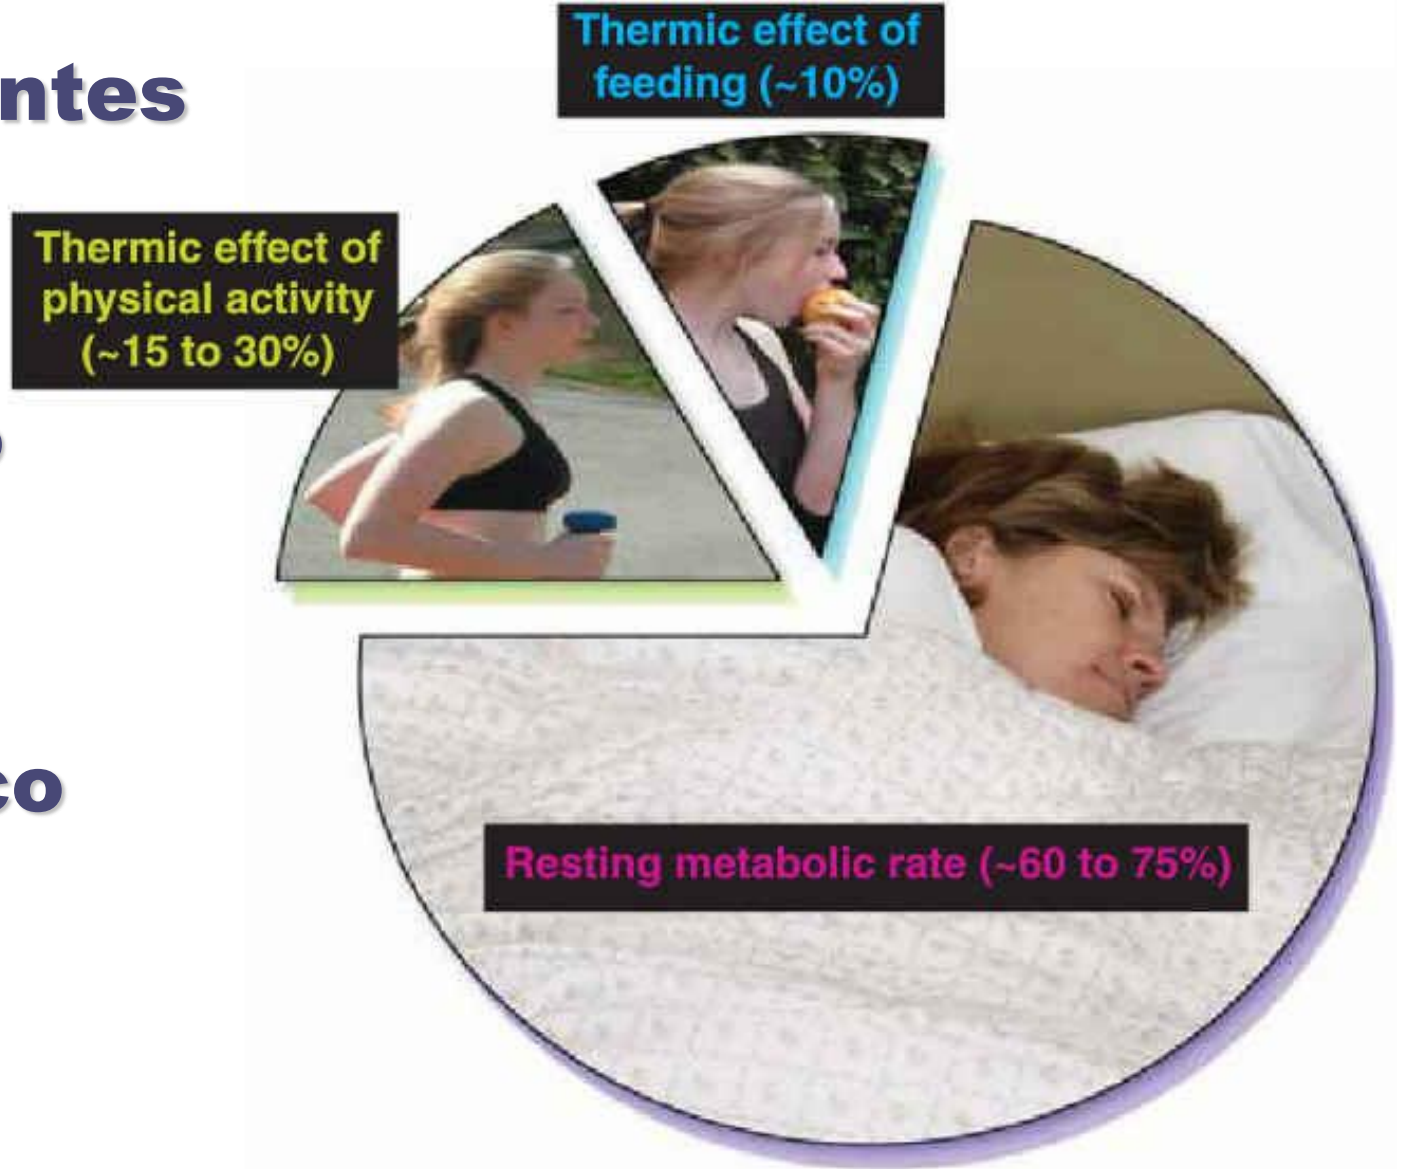 Thermic effect of
feeding (~10%)
ntes
Thermic effect of
physical activity
(~15 to 30%)
o
co
Resting metabolic rate (~60 to 75%)